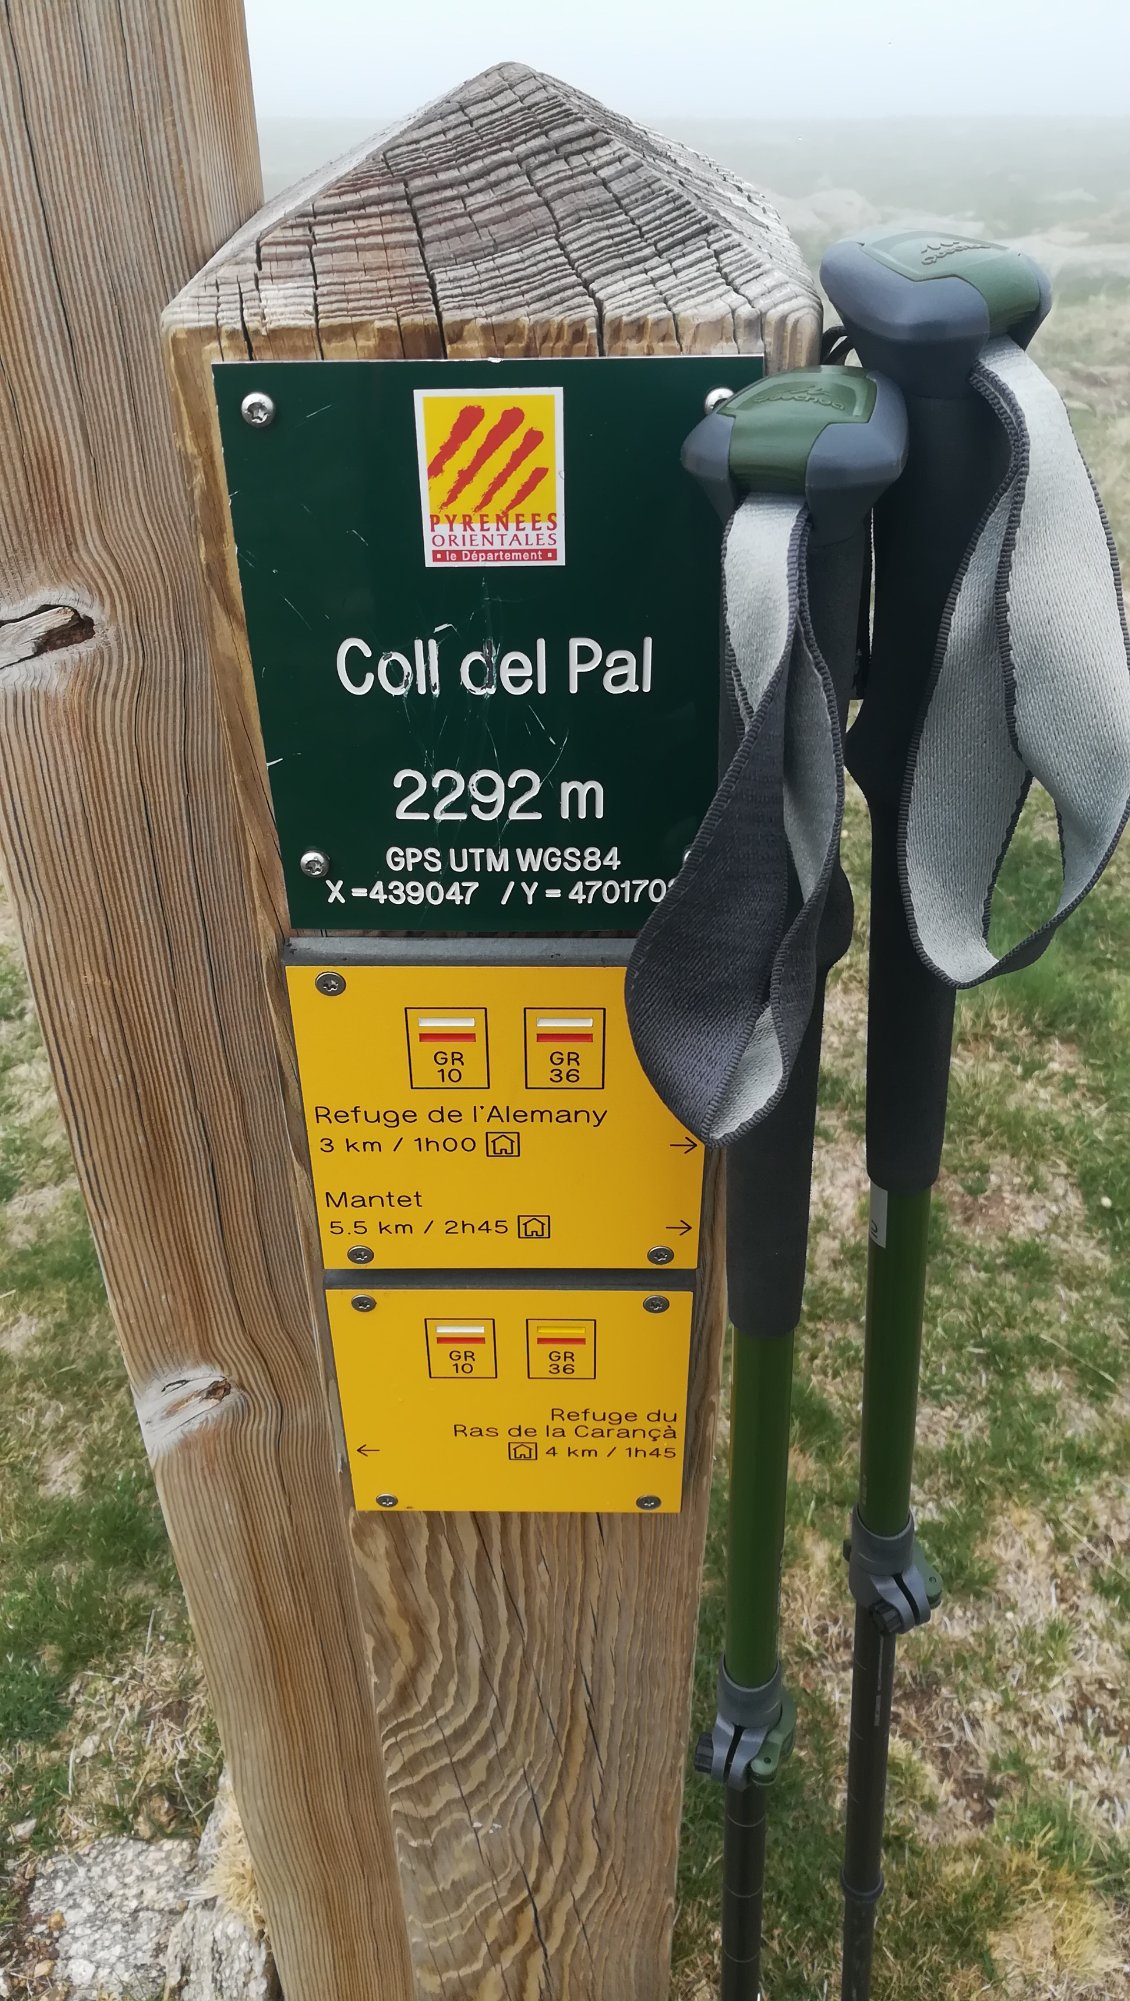 PYRENEES
ORIENTALES
le Département
Coll del Pal
2292 m
GPS UTM WGS84
X=439047 / Y=470170
GR
10
GR
36
Refuge de l'Alemany
3 km / 1h00
Mantet
5.5 km / 2h45
GR
10
GR
36
Refuge du
Ras de la Carançà
4 km / 1h45